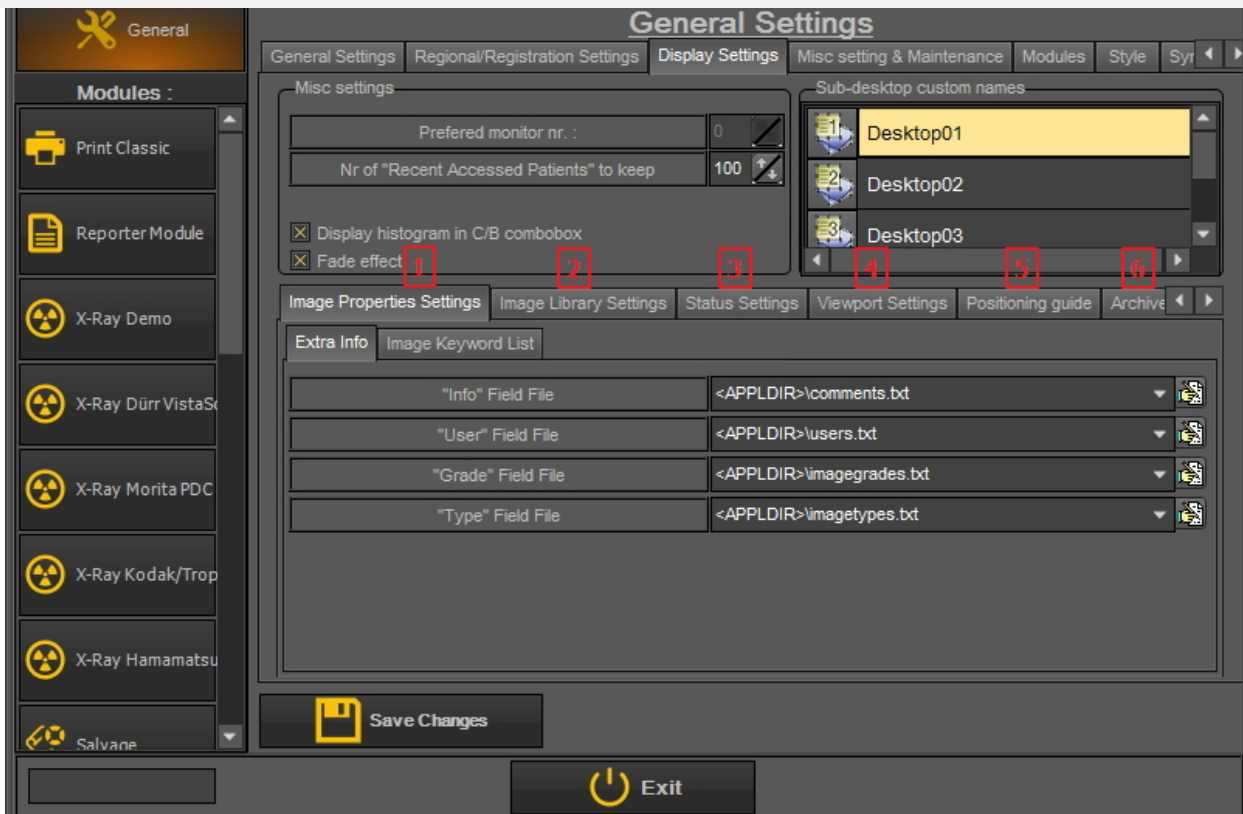 General
General Settings
General Settings Regional/Registration Settings Display Settings Misc setting & Maintenance Modules Style Syr
Modules :
Print Classic
Reporter Module
X-Ray Demo
X-Ray Dürr VistaSc
X-Ray Morita PDC
X-Ray Kodak/Trop
X-Ray Hamamatsu
Salvage
Misc settings
Prefered monitor nr. : 0
Nr of "Recent Accessed Patients" to keep 100
Display histogram in C/B combobox
Fade effect
Sub-desktop custom names
1 Desktop01
2 Desktop02
3 Desktop03
1 2 3 4 5 6
Image Properties Settings Image Library Settings Status Settings Viewport Settings Positioning guide Archive
Extra Info Image Keyword List
"Info" Field File <APPLDIR>\comments.txt
"User" Field File <APPLDIR>\users.txt
"Grade" Field File <APPLDIR>\imagegrades.txt
"Type" Field File <APPLDIR>\imagetypes.txt
Save Changes
Exit